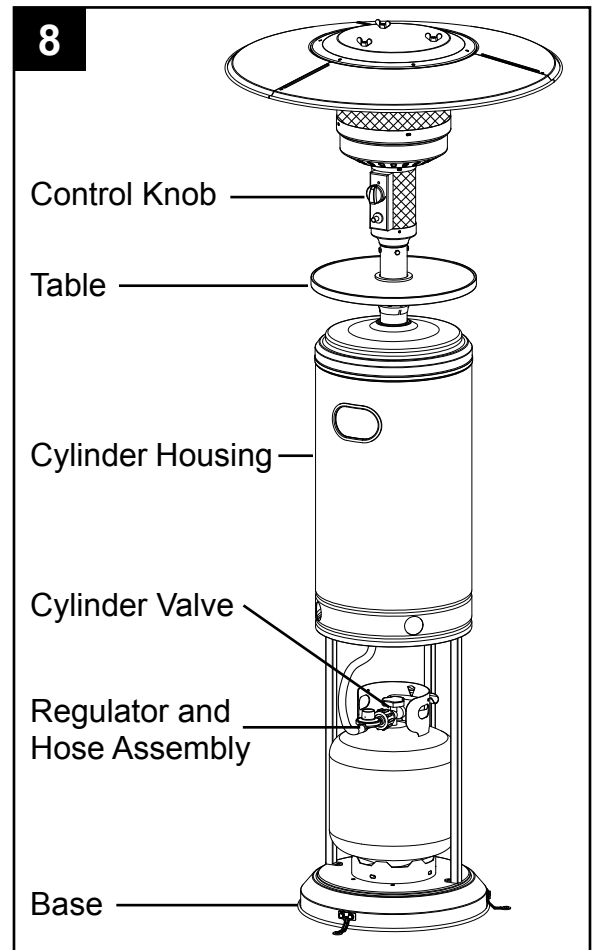 8
Control Knob
Table
Cylinder Housing
Cylinder Valve
Regulator and
Hose Assembly
Base